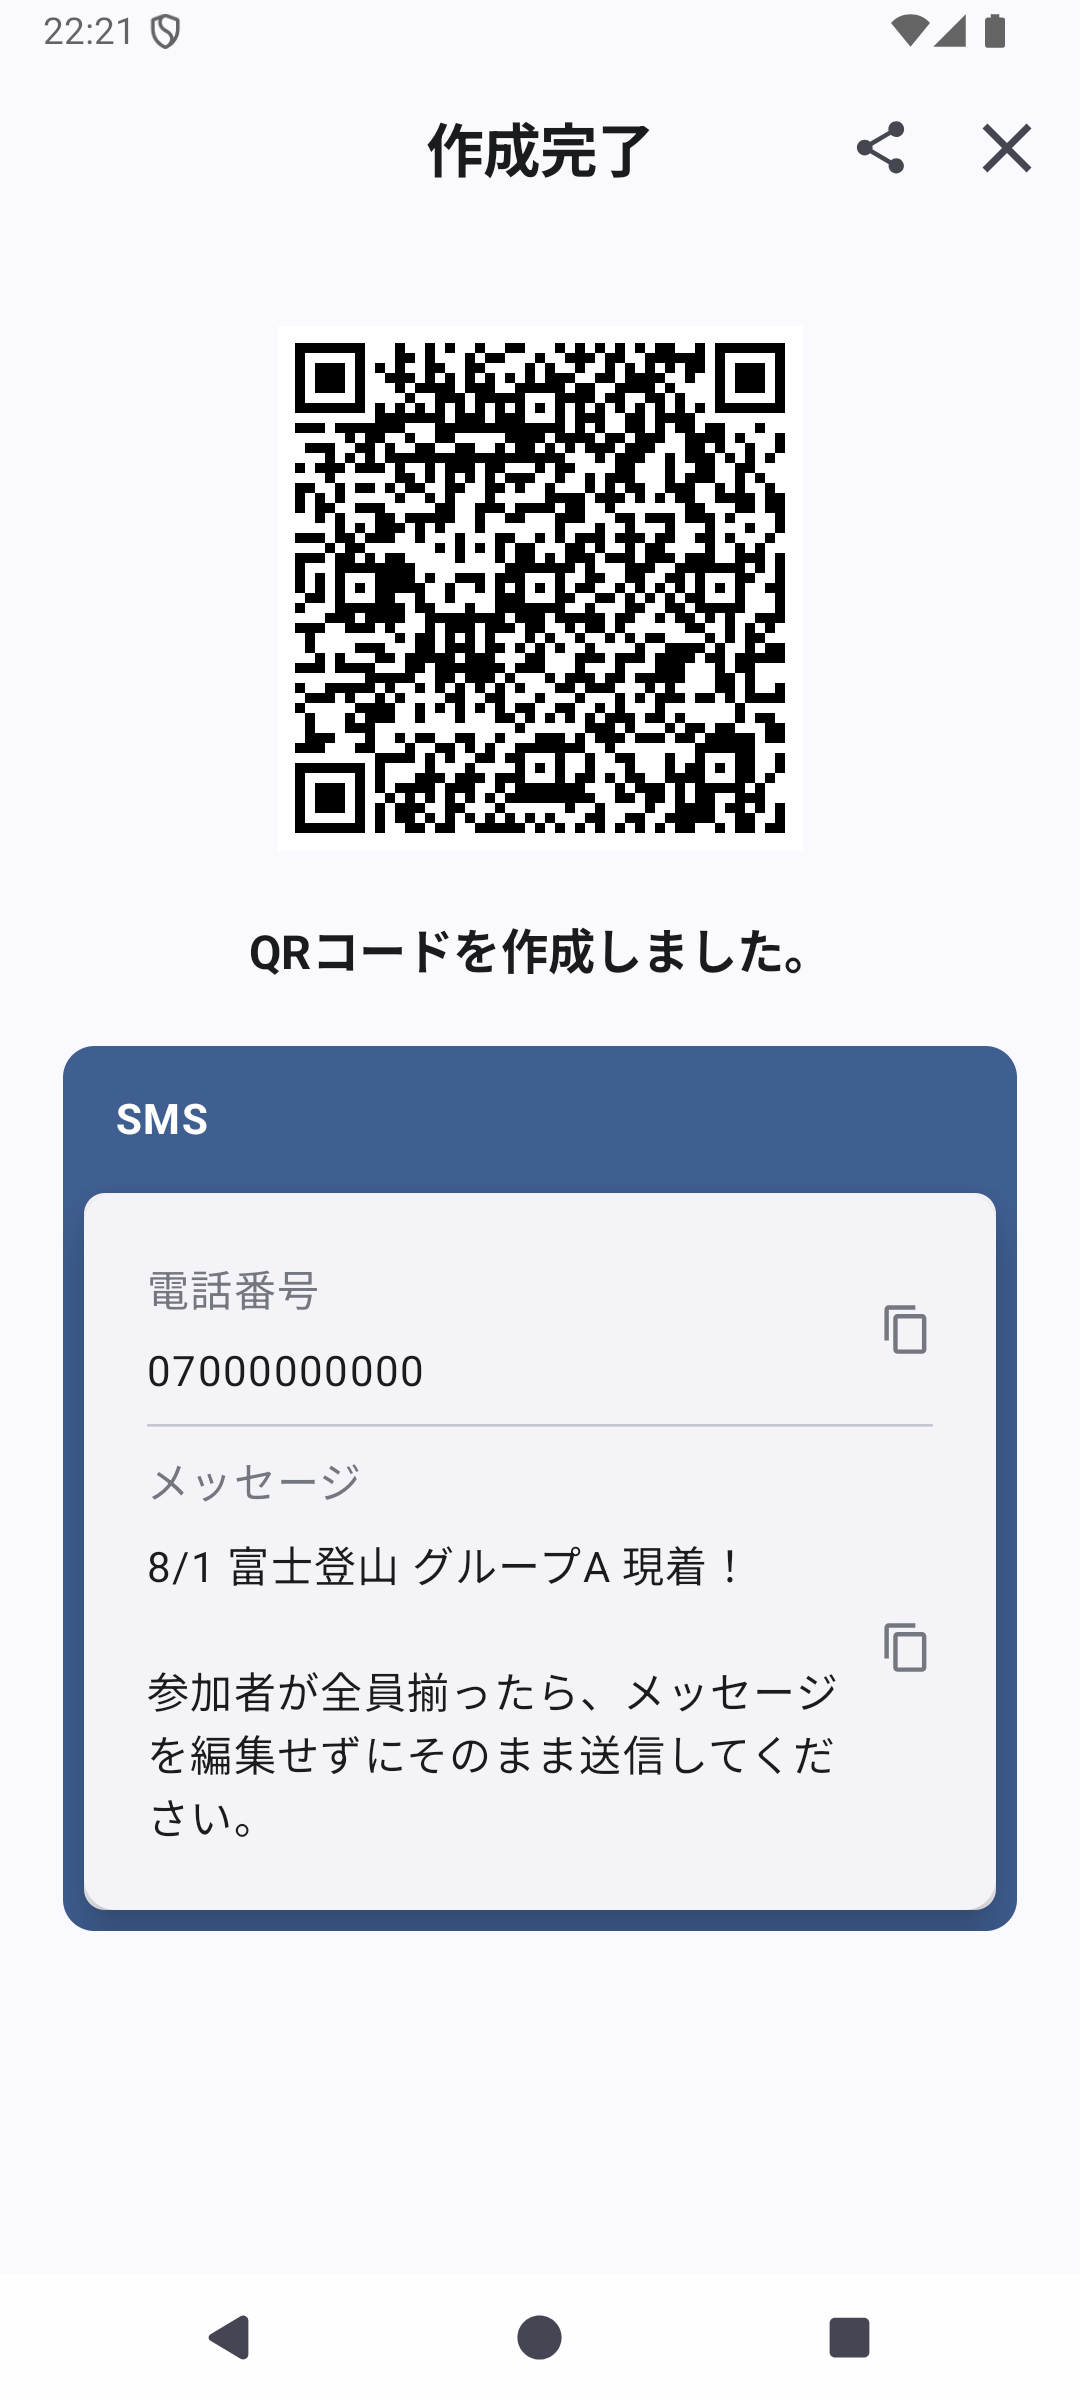 22:21
作成完了
QRコードを作成しました。
SMS
電話番号
07000000000
メッセージ
8/1 富士登山 グループA 現着！
参加者が全員揃ったら、メッセージ
を編集せずにそのまま送信してくだ
さい。